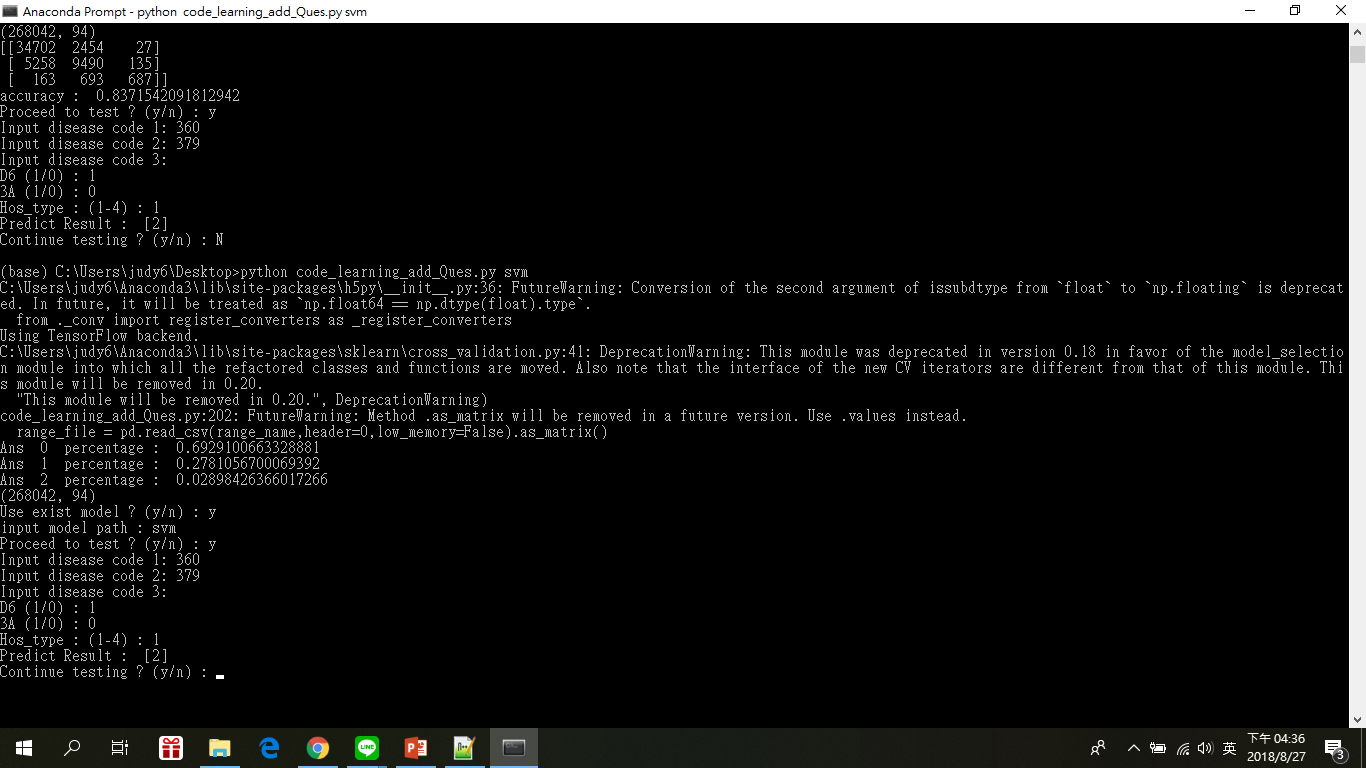 Anaconda Prompt - python  code_learning_add_Ques.py svm
(268042, 94)
[[34702  2454    27]
 [ 5258  9490   135]
 [  163   693   687]]
accuracy :  0.8371542091812942
Proceed to test ? (y/n) : y
Input disease code 1: 360
Input disease code 2: 379
Input disease code 3:
D6 (1/0) : 1
3A (1/0) : 0
Hos_type : (1-4) : 1
Predict Result :  [2]
Continue testing ? (y/n) : N
(base) C:\Users\judy6\Desktop>python code_learning_add_Ques.py svm
C:\Users\judy6\Anaconda3\lib\site-packages\h5py\__init__.py:36: FutureWarning: Conversion of the second argument of issubdtype from `float` to `np.floating` is deprecat
ed. In future, it will be treated as `np.float64 == np.dtype(float).type`.
  from ._conv import register_converters as _register_converters
Using TensorFlow backend.
C:\Users\judy6\Anaconda3\lib\site-packages\sklearn\cross_validation.py:41: DeprecationWarning: This module was deprecated in version 0.18 in favor of the model_selectio
n module into which all the refactored classes and functions are moved. Also note that the interface of the new CV iterators are different from that of this module. Thi
s module will be removed in 0.20.
  "This module will be removed in 0.20.", DeprecationWarning)
code_learning_add_Ques.py:202: FutureWarning: Method .as_matrix will be removed in a future version. Use .values instead.
  range_file = pd.read_csv(range_name,header=0,low_memory=False).as_matrix()
Ans  0  percentage :  0.6929100663328881
Ans  1  percentage :  0.2781056700069392
Ans  2  percentage :  0.02898426366017266
(268042, 94)
Use exist model ? (y/n) : y
input model path : svm
Proceed to test ? (y/n) : y
Input disease code 1: 360
Input disease code 2: 379
Input disease code 3:
D6 (1/0) : 1
3A (1/0) : 0
Hos_type : (1-4) : 1
Predict Result :  [2]
Continue testing ? (y/n) :
英
下午 04:36
2018/8/27
3
LINE